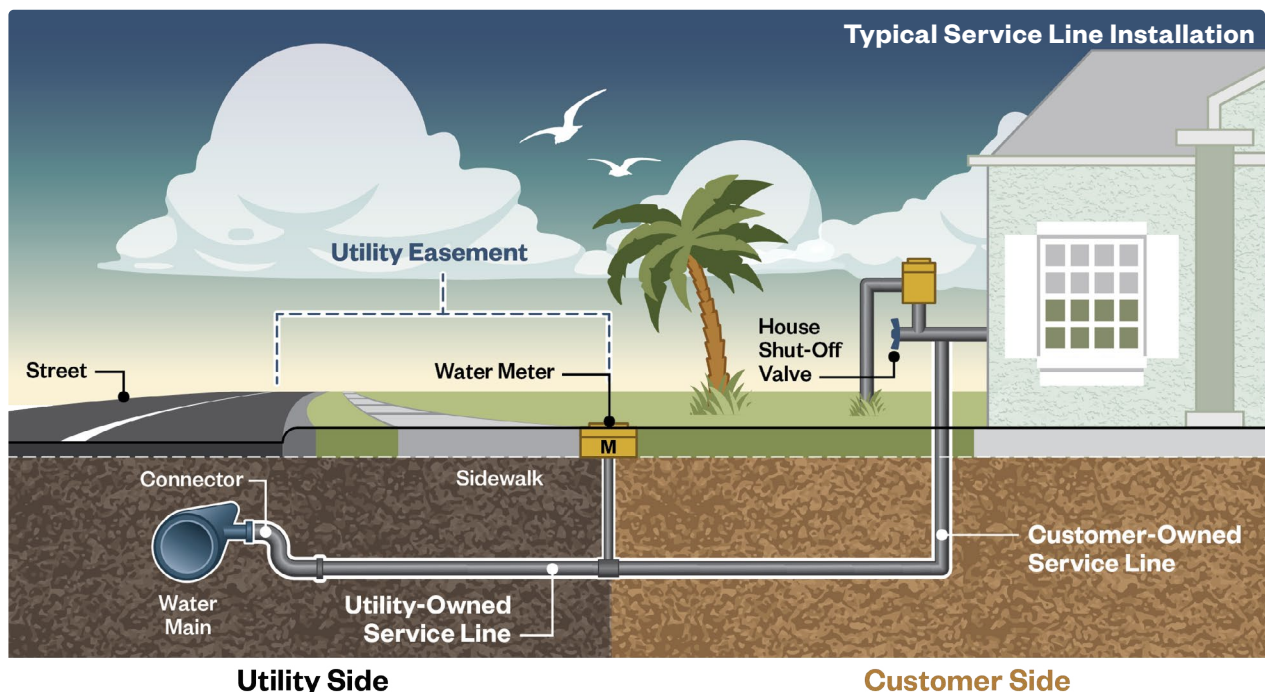 Typical Service Line Installation
Utility Easement
Street
Water Meter
House
Shut-Off
Valve
M
Connector
Sidewalk
Water
Main
Utility-Owned
Service Line
Customer-Owned
Service Line
Utility Side
Customer Side